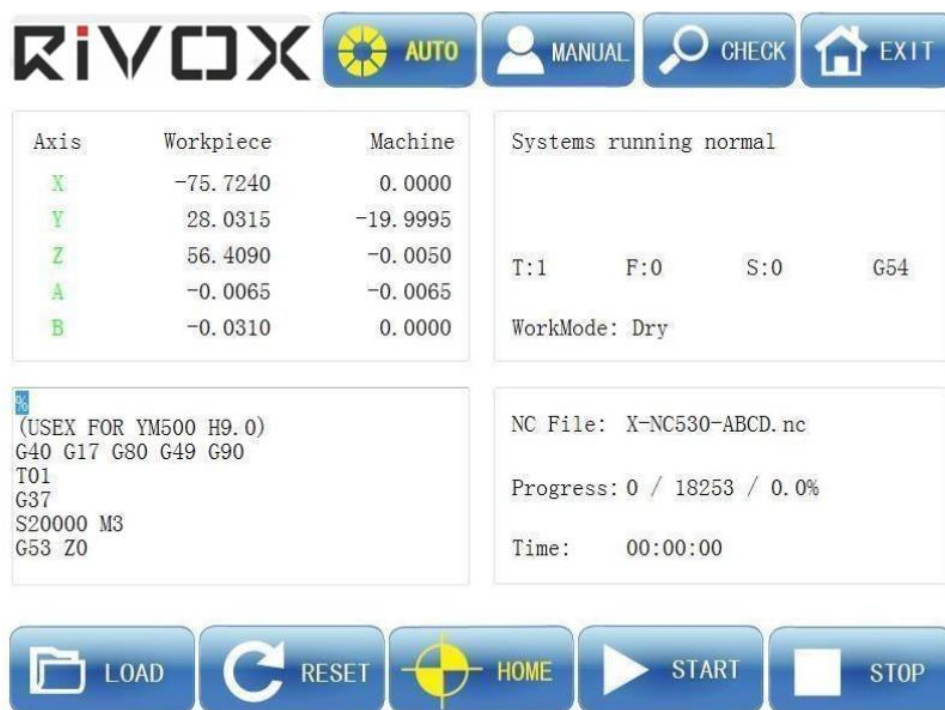 RiVOX AUTO MANUAL CHECK EXIT
Axis Workpiece Machine
X -75.7240 0.0000
Y 28.0315 -19.9995
Z 56.4090 -0.0050
A -0.0065 -0.0065
B -0.0310 0.0000
Systems running normal
T:1 F:0 S:0 G54
WorkMode: Dry
%
(USEX FOR YM500 H9.0)
G40 G17 G80 G49 G90
T01
G37
S20000 M3
G53 Z0
NC File: X-NC530-ABCD.nc
Progress: 0 / 18253 / 0.0%
Time: 00:00:00
LOAD RESET HOME START STOP